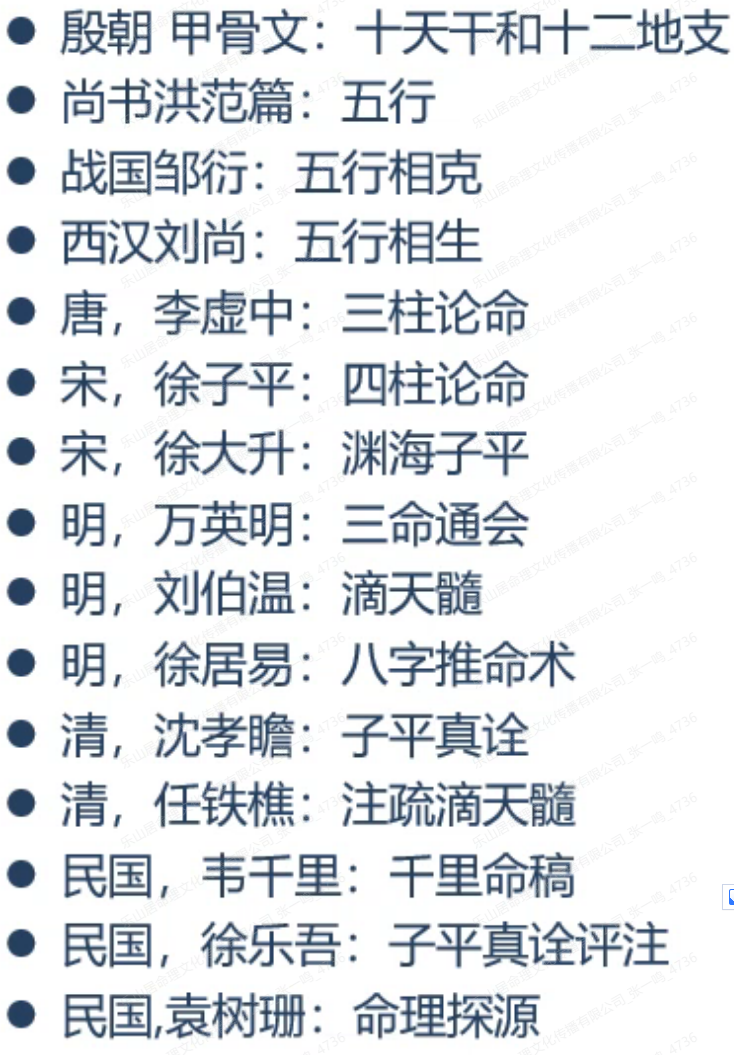 ● 殷朝 甲骨文：十天干和十二地支
● 尚书洪范篇：五行
● 战国邹衍：五行相克
● 西汉刘尚：五行相生
● 唐，李虚中：三柱论命
● 宋，徐子平：四柱论命
● 宋，徐大升：渊海子平
● 明，万英明：三命通会
● 明，刘伯温：滴天髓
● 明，徐居易：八字推命术
● 清，沈孝瞻：子平真诠
● 清，任铁樵：注疏滴天髓
● 民国，韦千里：千里命稿
● 民国，徐乐吾：子平真诠评注
● 民国,袁树珊：命理探源